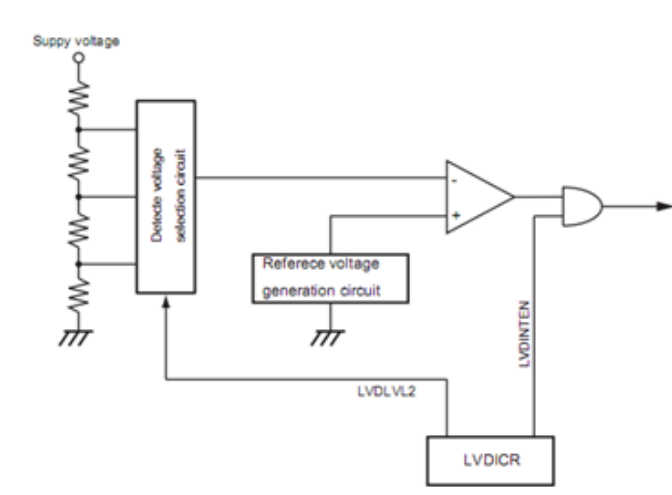 Suppy voltage
Detecte voltage
selection circuit
-
+
Referece voltage
generation circuit
LVDINTEN
LVDLVL2
LVDICR